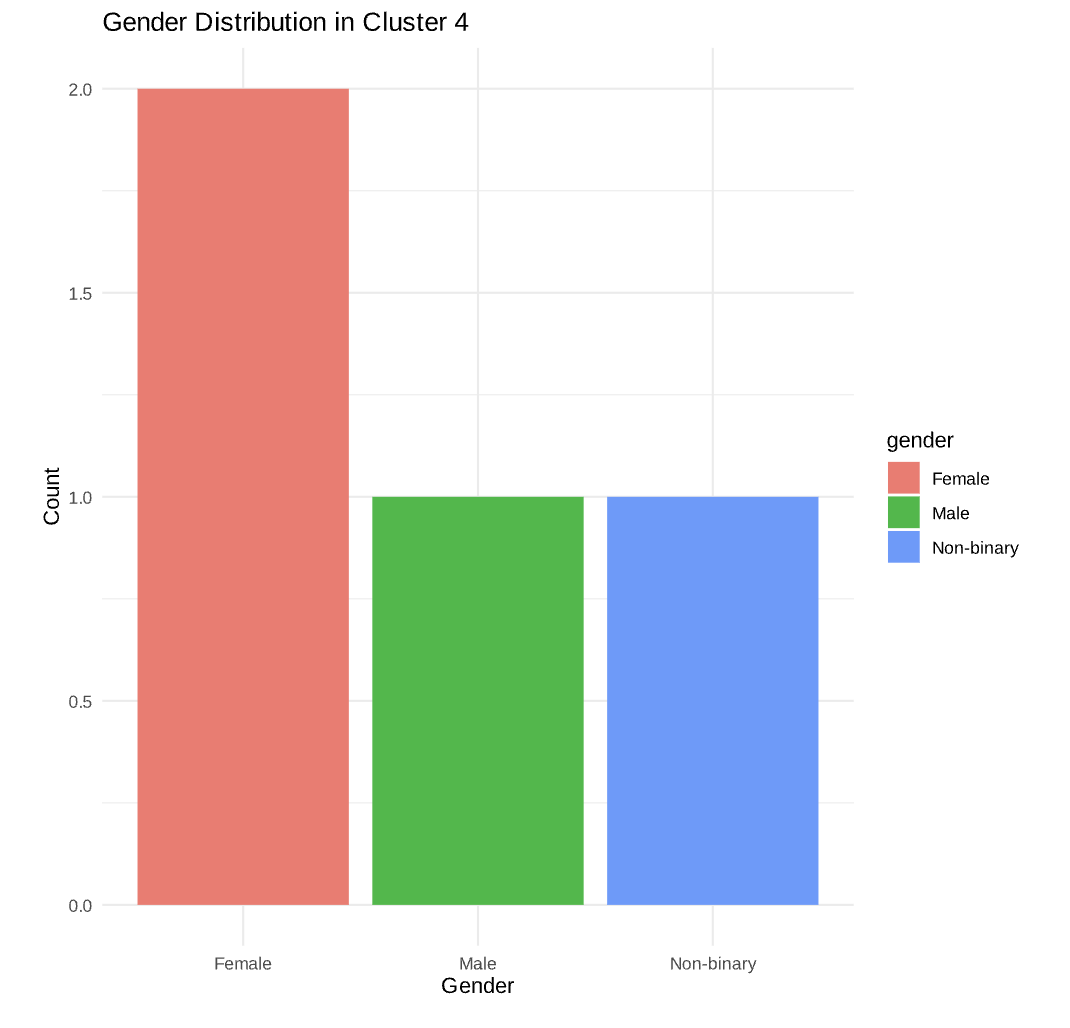 Gender Distribution in Cluster 4
2.0
1.5
1.0
0.5
0.0
Count
Female
Male
Non-binary
Gender
gender
Female
Male
Non-binary